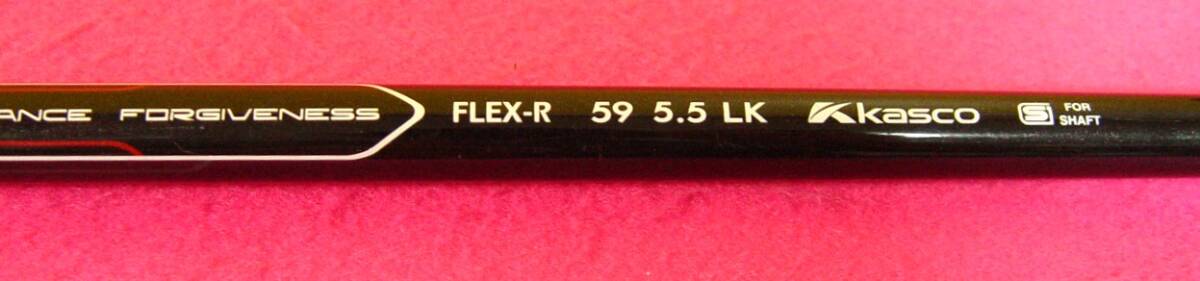 ANCE FORGIVENESS FLEX-R 59 5.5 LK kasco S FOR
SHAFT